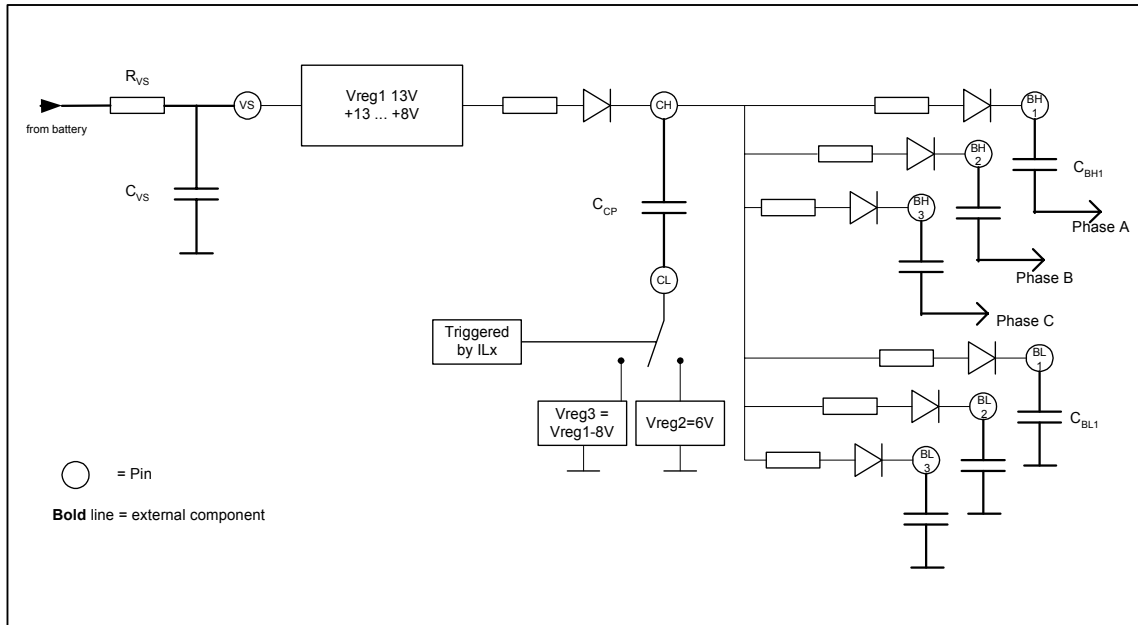 R_VS
from battery
C_VS
VS
Vreg1 13V
+13 ... +8V
CH
C_CP
CL
Triggered
by ILx
Vreg3 =
Vreg1-8V
Vreg2=6V
BH
1
C_BH1
Phase A
BH
2
Phase B
BH
3
Phase C
BL
1
C_BL1
BL
2
BL
3
= Pin
Bold line = external component